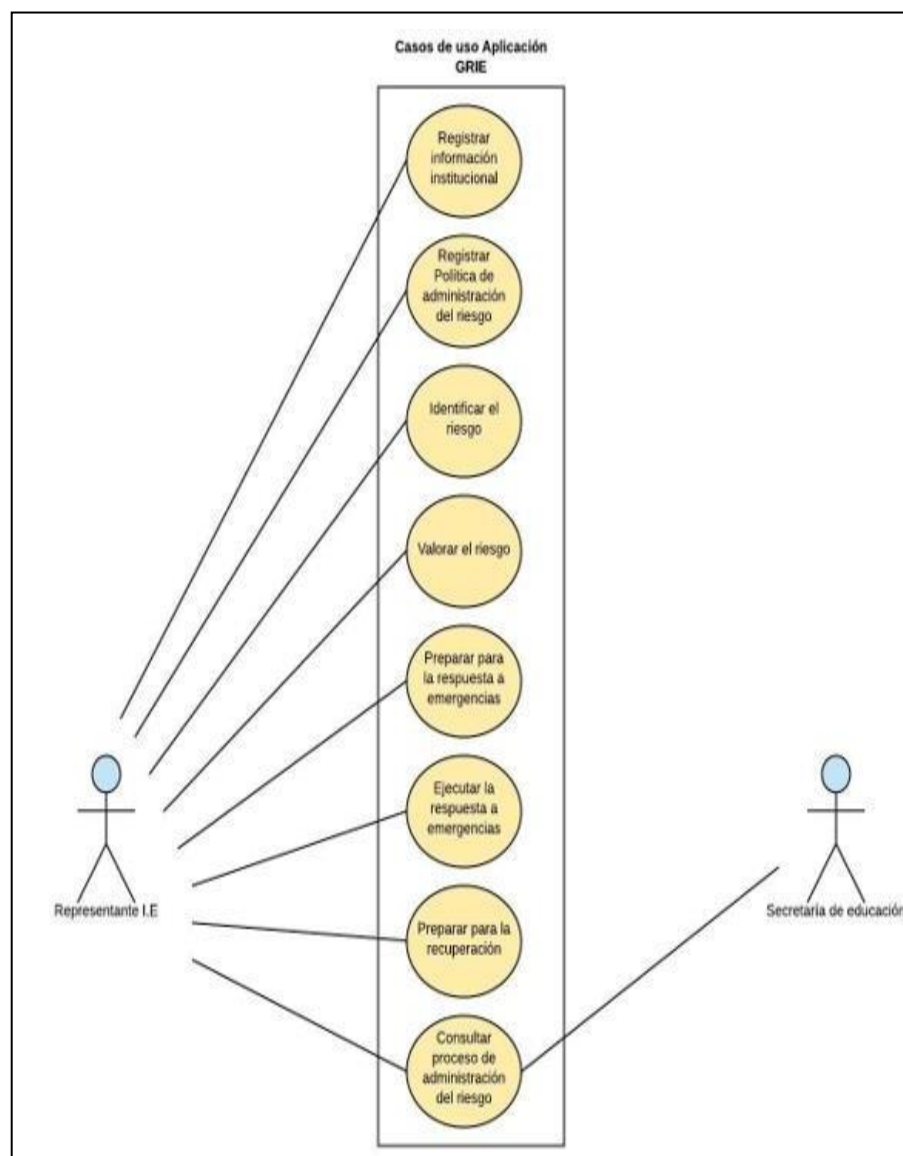 Casos de uso Aplicación
GRIE
Registrar
información
institucional
Registrar
Política de
administración
del riesgo
Identificar el
riesgo
Valorar el riesgo
Preparar para
la respuesta a
emergencias
Ejecutar la
respuesta a
emergencias
Representante I.E
Secretaría de educación
Preparar para la
recuperación
Consultar
proceso de
administración
del riesgo